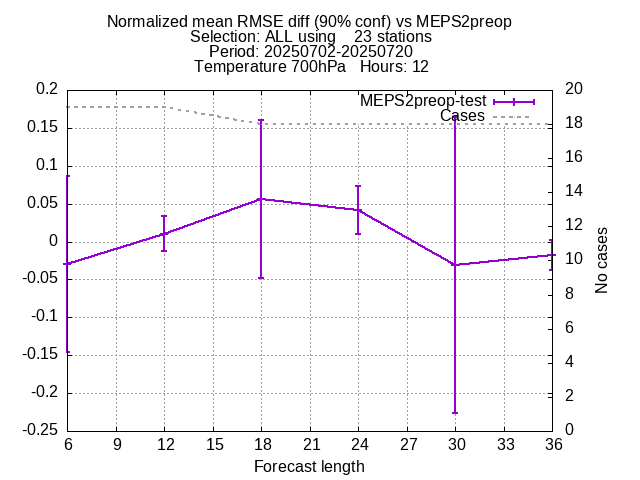 Normalized mean RMSE diff (90% conf) vs MEPS2preop
Selection: ALL using    23 stations
Period: 20250702-20250720
Temperature 700hPa   Hours: 12
MEPS2preop-test
Cases
0.2
0.15
0.1
0.05
0
-0.05
-0.1
-0.15
-0.2
-0.25
20
18
16
14
12
10
8
6
4
2
0
No cases
6 9 12 15 18 21 24 27 30 33 36
Forecast length